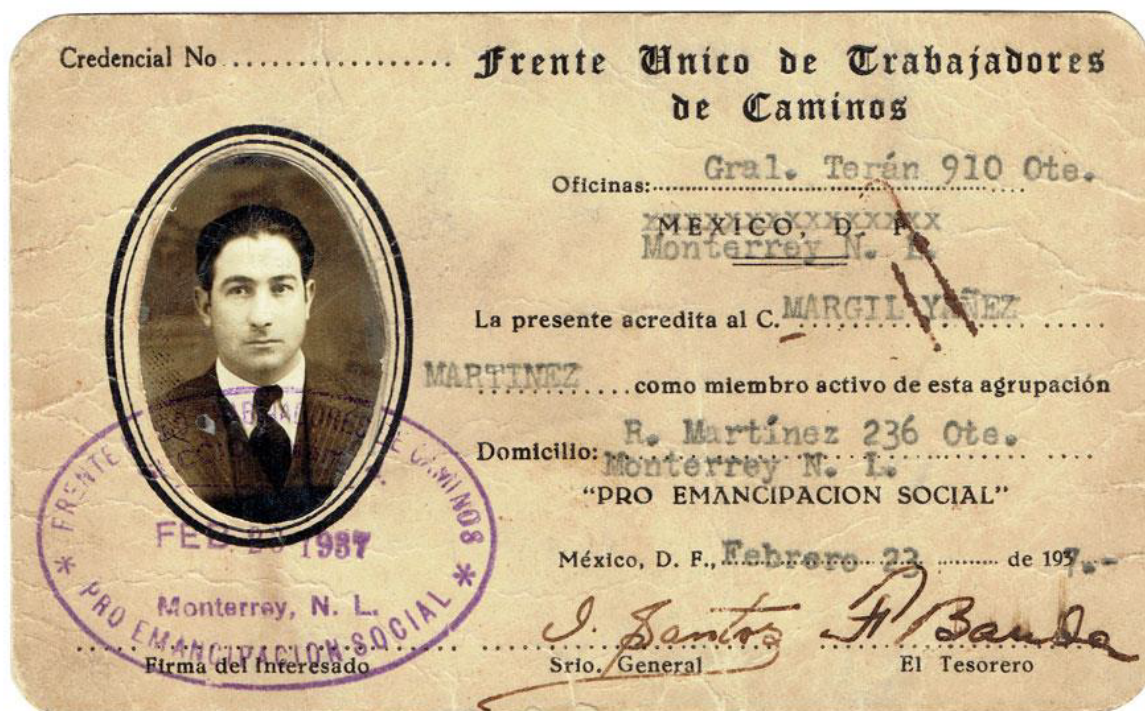 Credencial No ................
Frente Unico de Trabajadores
de Caminos
Oficinas: Gral. Terán 910 Ote.
xxxxxxxxxxxxxxx
MEXICO, D. F.
Monterrey N. L.
La presente acredita al C. MARGIL YAÑEZ
MARTINEZ ....como miembro activo de esta agrupación
Domicilio: R. Martínez 236 Ote.
Monterrey N. L.
"PRO EMANCIPACION SOCIAL"
México, D. F., Febrero 23 de 1937.-
J. Santos
Banda
Firma del Interesado
Srio. General
El Tesorero
FRENTE TRABAJADORES DE CAMINOS
FEB 23 1937
Monterrey, N. L.
* PRO EMANCIPACION SOCIAL *